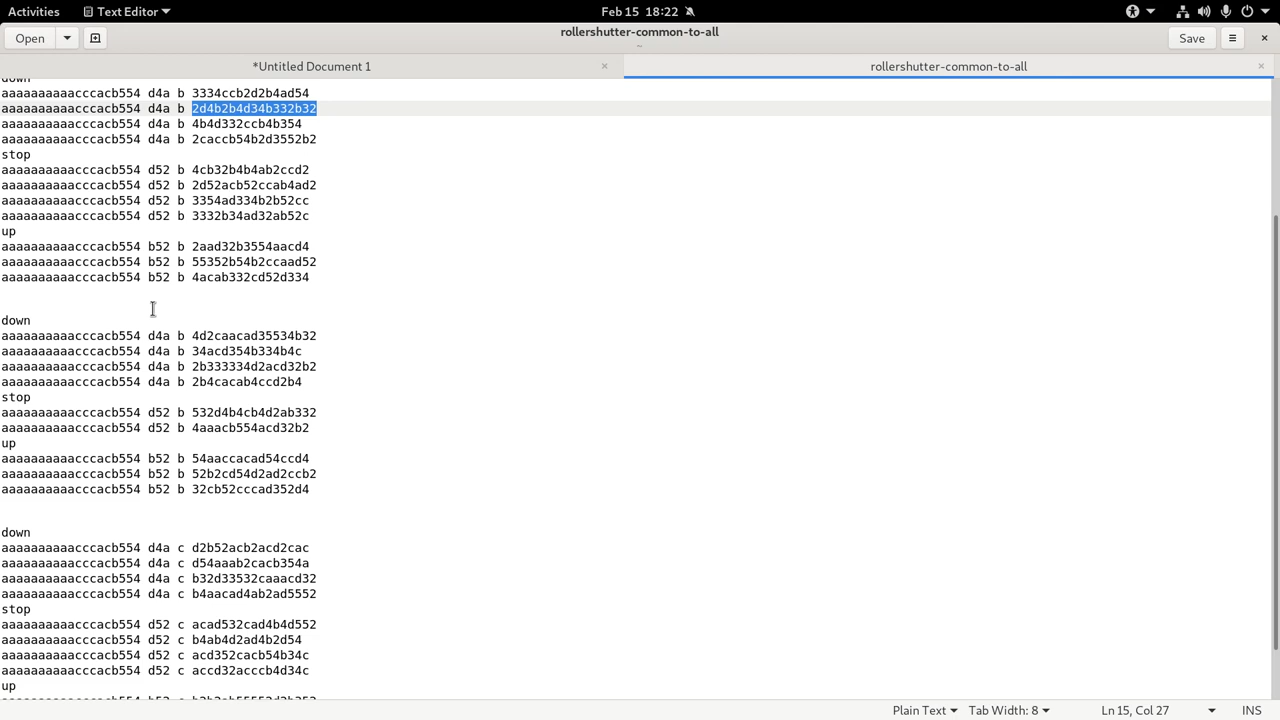 Activities Text Editor Feb 15 18:22
Open rollershutter-common-to-all Save
~
*Untitled Document 1 × rollershutter-common-to-all ×
down
aaaaaaaaaacccacb554 d4a b 3334ccb2d2b4ad54
aaaaaaaaaacccacb554 d4a b 2d4b2b4d34b332b32
aaaaaaaaaacccacb554 d4a b 4b4d332ccb4b354
aaaaaaaaaacccacb554 d4a b 2caccb54b2d3552b2
stop
aaaaaaaaaacccacb554 d52 b 4cb32b4b4ab2ccd2
aaaaaaaaaacccacb554 d52 b 2d52acb52ccab4ad2
aaaaaaaaaacccacb554 d52 b 3354ad334b2b52cc
aaaaaaaaaacccacb554 d52 b 3332b34ad32ab52c
up
aaaaaaaaaacccacb554 b52 b 2aad32b3554aacd4
aaaaaaaaaacccacb554 b52 b 55352b54b2ccaad52
aaaaaaaaaacccacb554 b52 b 4acab332cd52d334
down
aaaaaaaaaacccacb554 d4a b 4d2caacad35534b32
aaaaaaaaaacccacb554 d4a b 34acd354b334b4c
aaaaaaaaaacccacb554 d4a b 2b333334d2acd32b2
aaaaaaaaaacccacb554 d4a b 2b4cacab4ccd2b4
stop
aaaaaaaaaacccacb554 d52 b 532d4b4cb4d2ab332
aaaaaaaaaacccacb554 d52 b 4aaacb554acd32b2
up
aaaaaaaaaacccacb554 b52 b 54aaccacad54ccd4
aaaaaaaaaacccacb554 b52 b 52b2cd54d2ad2ccb2
aaaaaaaaaacccacb554 b52 b 32cb52cccad352d4
down
aaaaaaaaaacccacb554 d4a c d2b52acb2acd2cac
aaaaaaaaaacccacb554 d4a c d54aaab2cacb354a
aaaaaaaaaacccacb554 d4a c b32d33532caaacd32
aaaaaaaaaacccacb554 d4a c b4aacad4ab2ad5552
stop
aaaaaaaaaacccacb554 d52 c acad532cad4b4d552
aaaaaaaaaacccacb554 d52 c b4ab4d2ad4b2d54
aaaaaaaaaacccacb554 d52 c acd352cacb54b34c
aaaaaaaaaacccacb554 d52 c accd32acccb4d34c
up
Plain Text Tab Width: 8 Ln 15, Col 27 INS